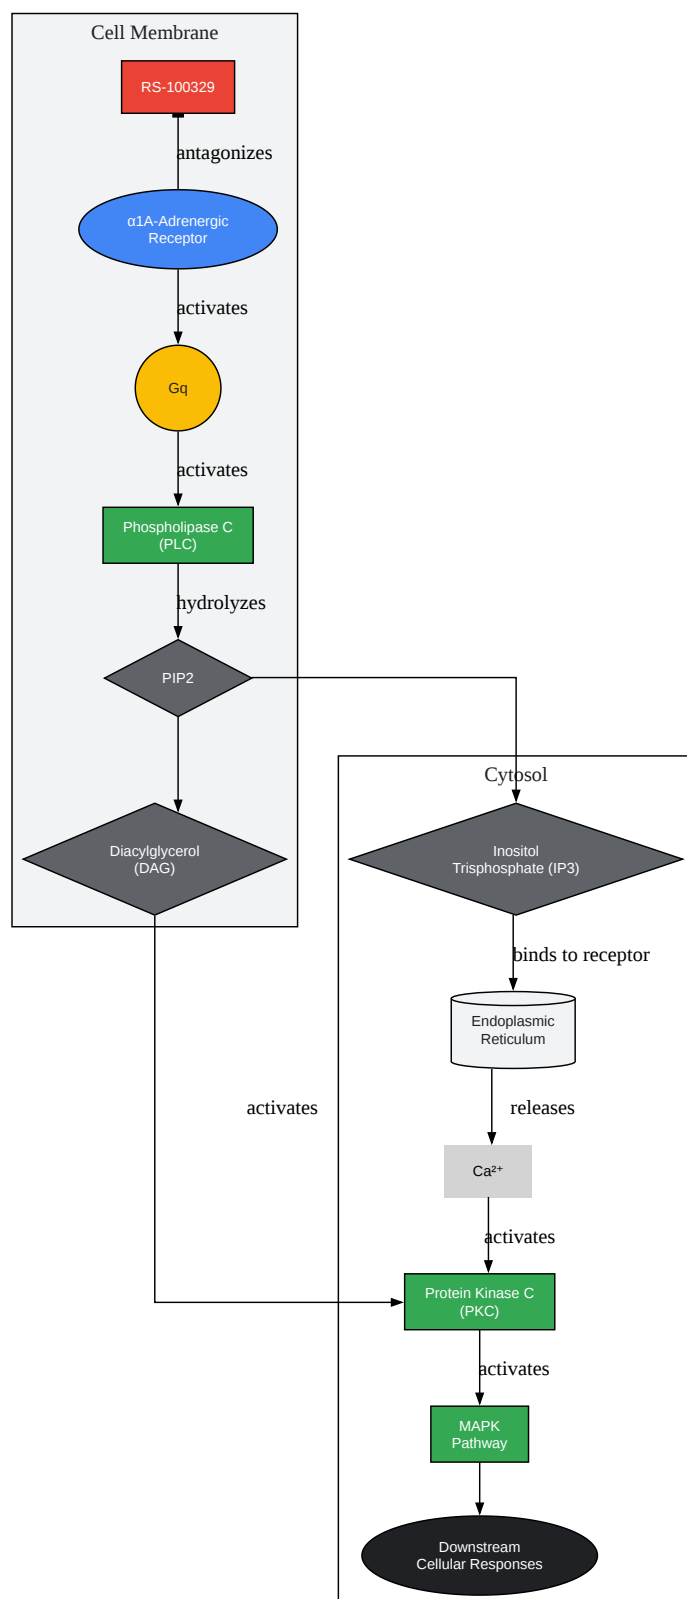 Cell Membrane
RS-100329
antagonizes
α1A-Adrenergic
Receptor
activates
Gq
activates
Phospholipase C
(PLC)
hydrolyzes
PIP2
Cytosol
Diacylglycerol
(DAG)
Inositol
Trisphosphate (IP3)
binds to receptor
Endoplasmic
Reticulum
activates
releases
Ca²⁺
activates
Protein Kinase C
(PKC)
activates
MAPK
Pathway
Downstream
Cellular Responses